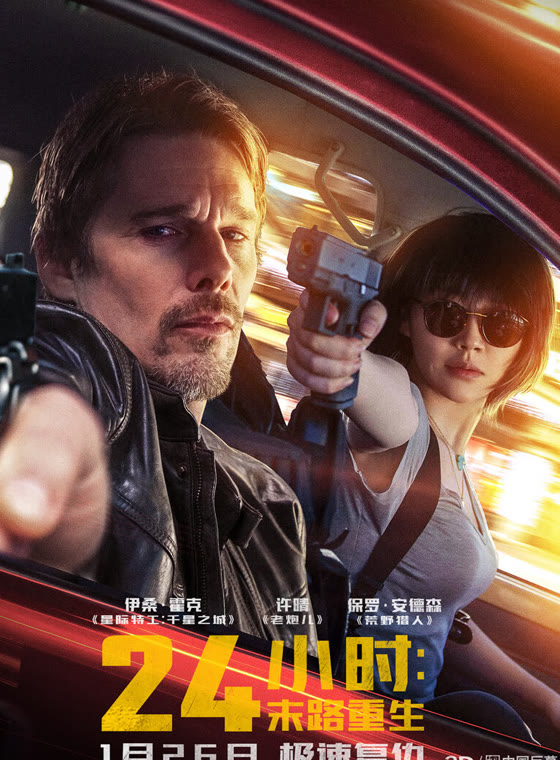 伊桑·霍克 许晴 保罗·安德森
《星际特工:千星之城》 《老炮儿》 《荒野猎人》
24小时:
末路重生
1月26日 极速复仇